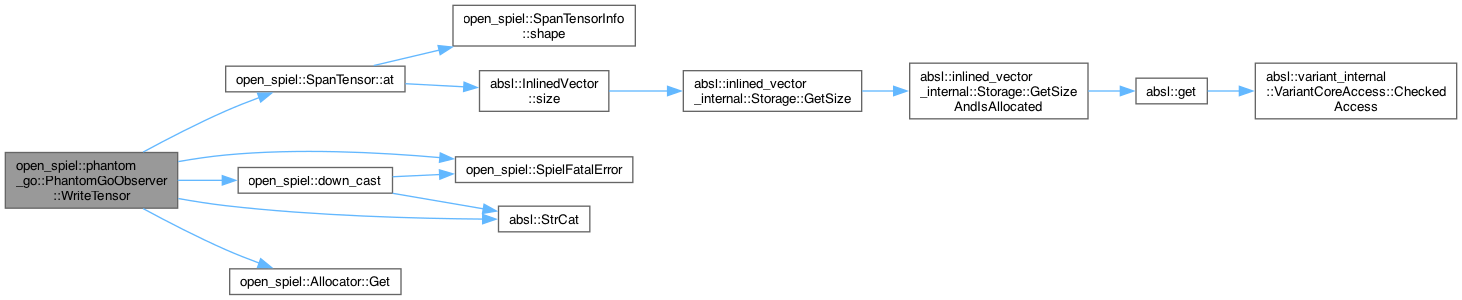 open_spiel::SpanTensorInfo
::shape
open_spiel::SpanTensor::at
absl::InlinedVector
::size
absl::inlined_vector
_internal::Storage::GetSize
absl::inlined_vector
_internal::Storage::GetSize
AndIsAllocated
absl::get
absl::variant_internal
::VariantCoreAccess::Checked
Access
open_spiel::phantom
_go::PhantomGoObserver
::WriteTensor
open_spiel::SpielFatalError
open_spiel::down_cast
absl::StrCat
open_spiel::Allocator::Get